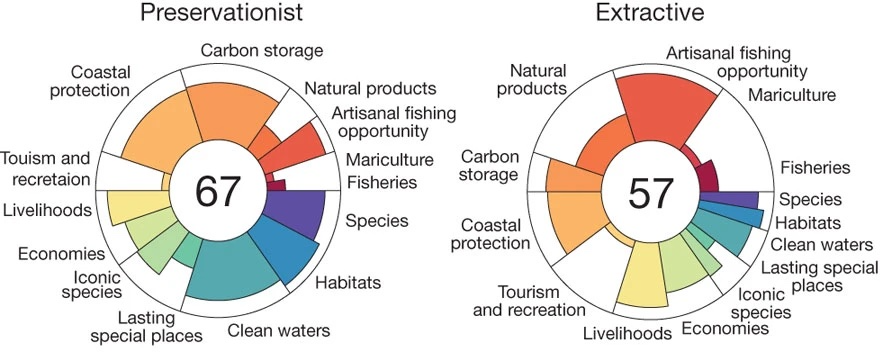 Preservationist
Carbon storage
Coastal
protection
Natural products
Artisanal fishing
opportunity
Touism and
recretaion
Mariculture
Fisheries
67
Livelihoods
Species
Economies
Iconic
species
Habitats
Lasting
special places
Clean waters
Extractive
Artisanal fishing
opportunity
Natural
products
Mariculture
Carbon
storage
Fisheries
57
Species
Habitats
Coastal
protection
Clean waters
Lasting special
places
Tourism
and recreation
Iconic
species
Livelihoods
Economies